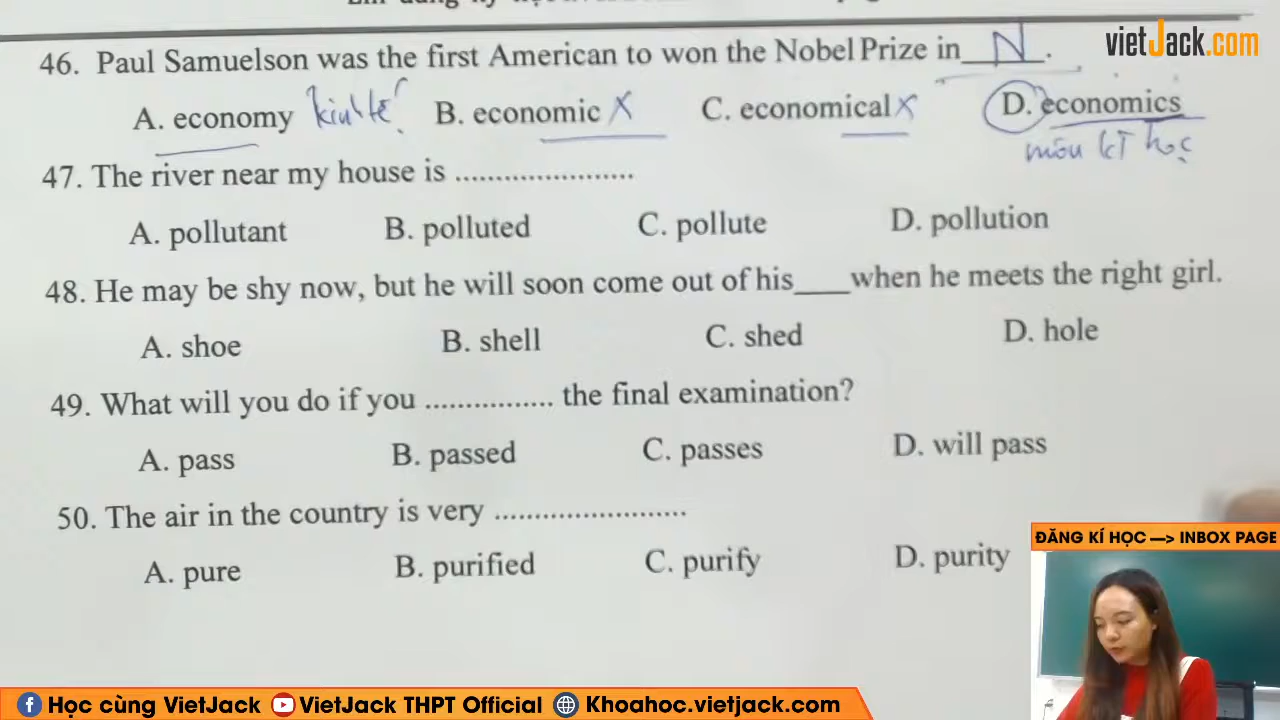 vietJack.com
46. Paul Samuelson was the first American to won the Nobel Prize in N .
A. economy kinh tế B. economic X C. economical X D. economics
môn KT học
47. The river near my house is .....................
A. pollutant B. polluted C. pollute D. pollution
48. He may be shy now, but he will soon come out of his____when he meets the right girl.
A. shoe B. shell C. shed D. hole
49. What will you do if you ................ the final examination?
A. pass B. passed C. passes D. will pass
50. The air in the country is very ........................
A. pure B. purified C. purify D. purity
ĐĂNG KÍ HỌC —> INBOX PAGE
Học cùng VietJack VietJack THPT Official Khoahoc.vietjack.com